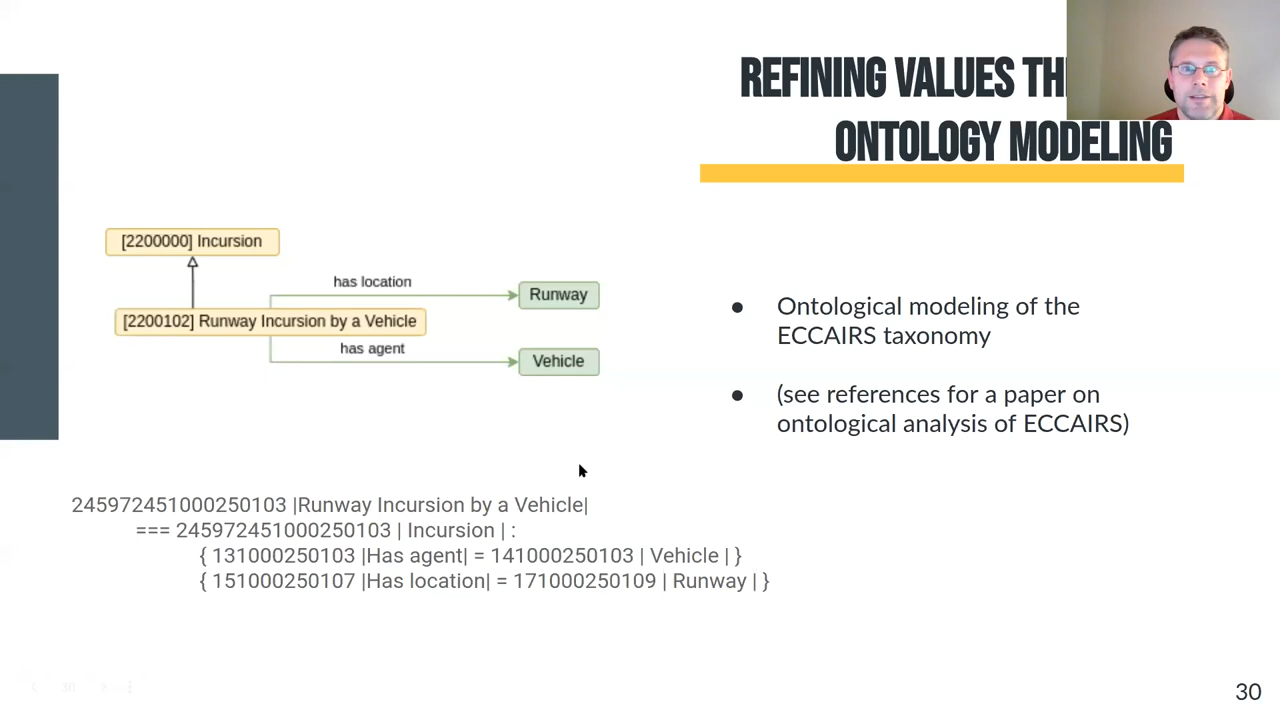 REFINING VALUES
ONTOLOGY MODELING
[2200000] Incursion
has location
Runway
[2200102] Runway Incursion by a Vehicle
has agent
Vehicle
● Ontological modeling of the
ECCAIRS taxonomy
● (see references for a paper on
ontological analysis of ECCAIRS)
245972451000250103 |Runway Incursion by a Vehicle|
=== 245972451000250103 | Incursion | :
{ 131000250103 |Has agent| = 141000250103 | Vehicle | }
{ 151000250107 |Has location| = 171000250109 | Runway | }
30
30